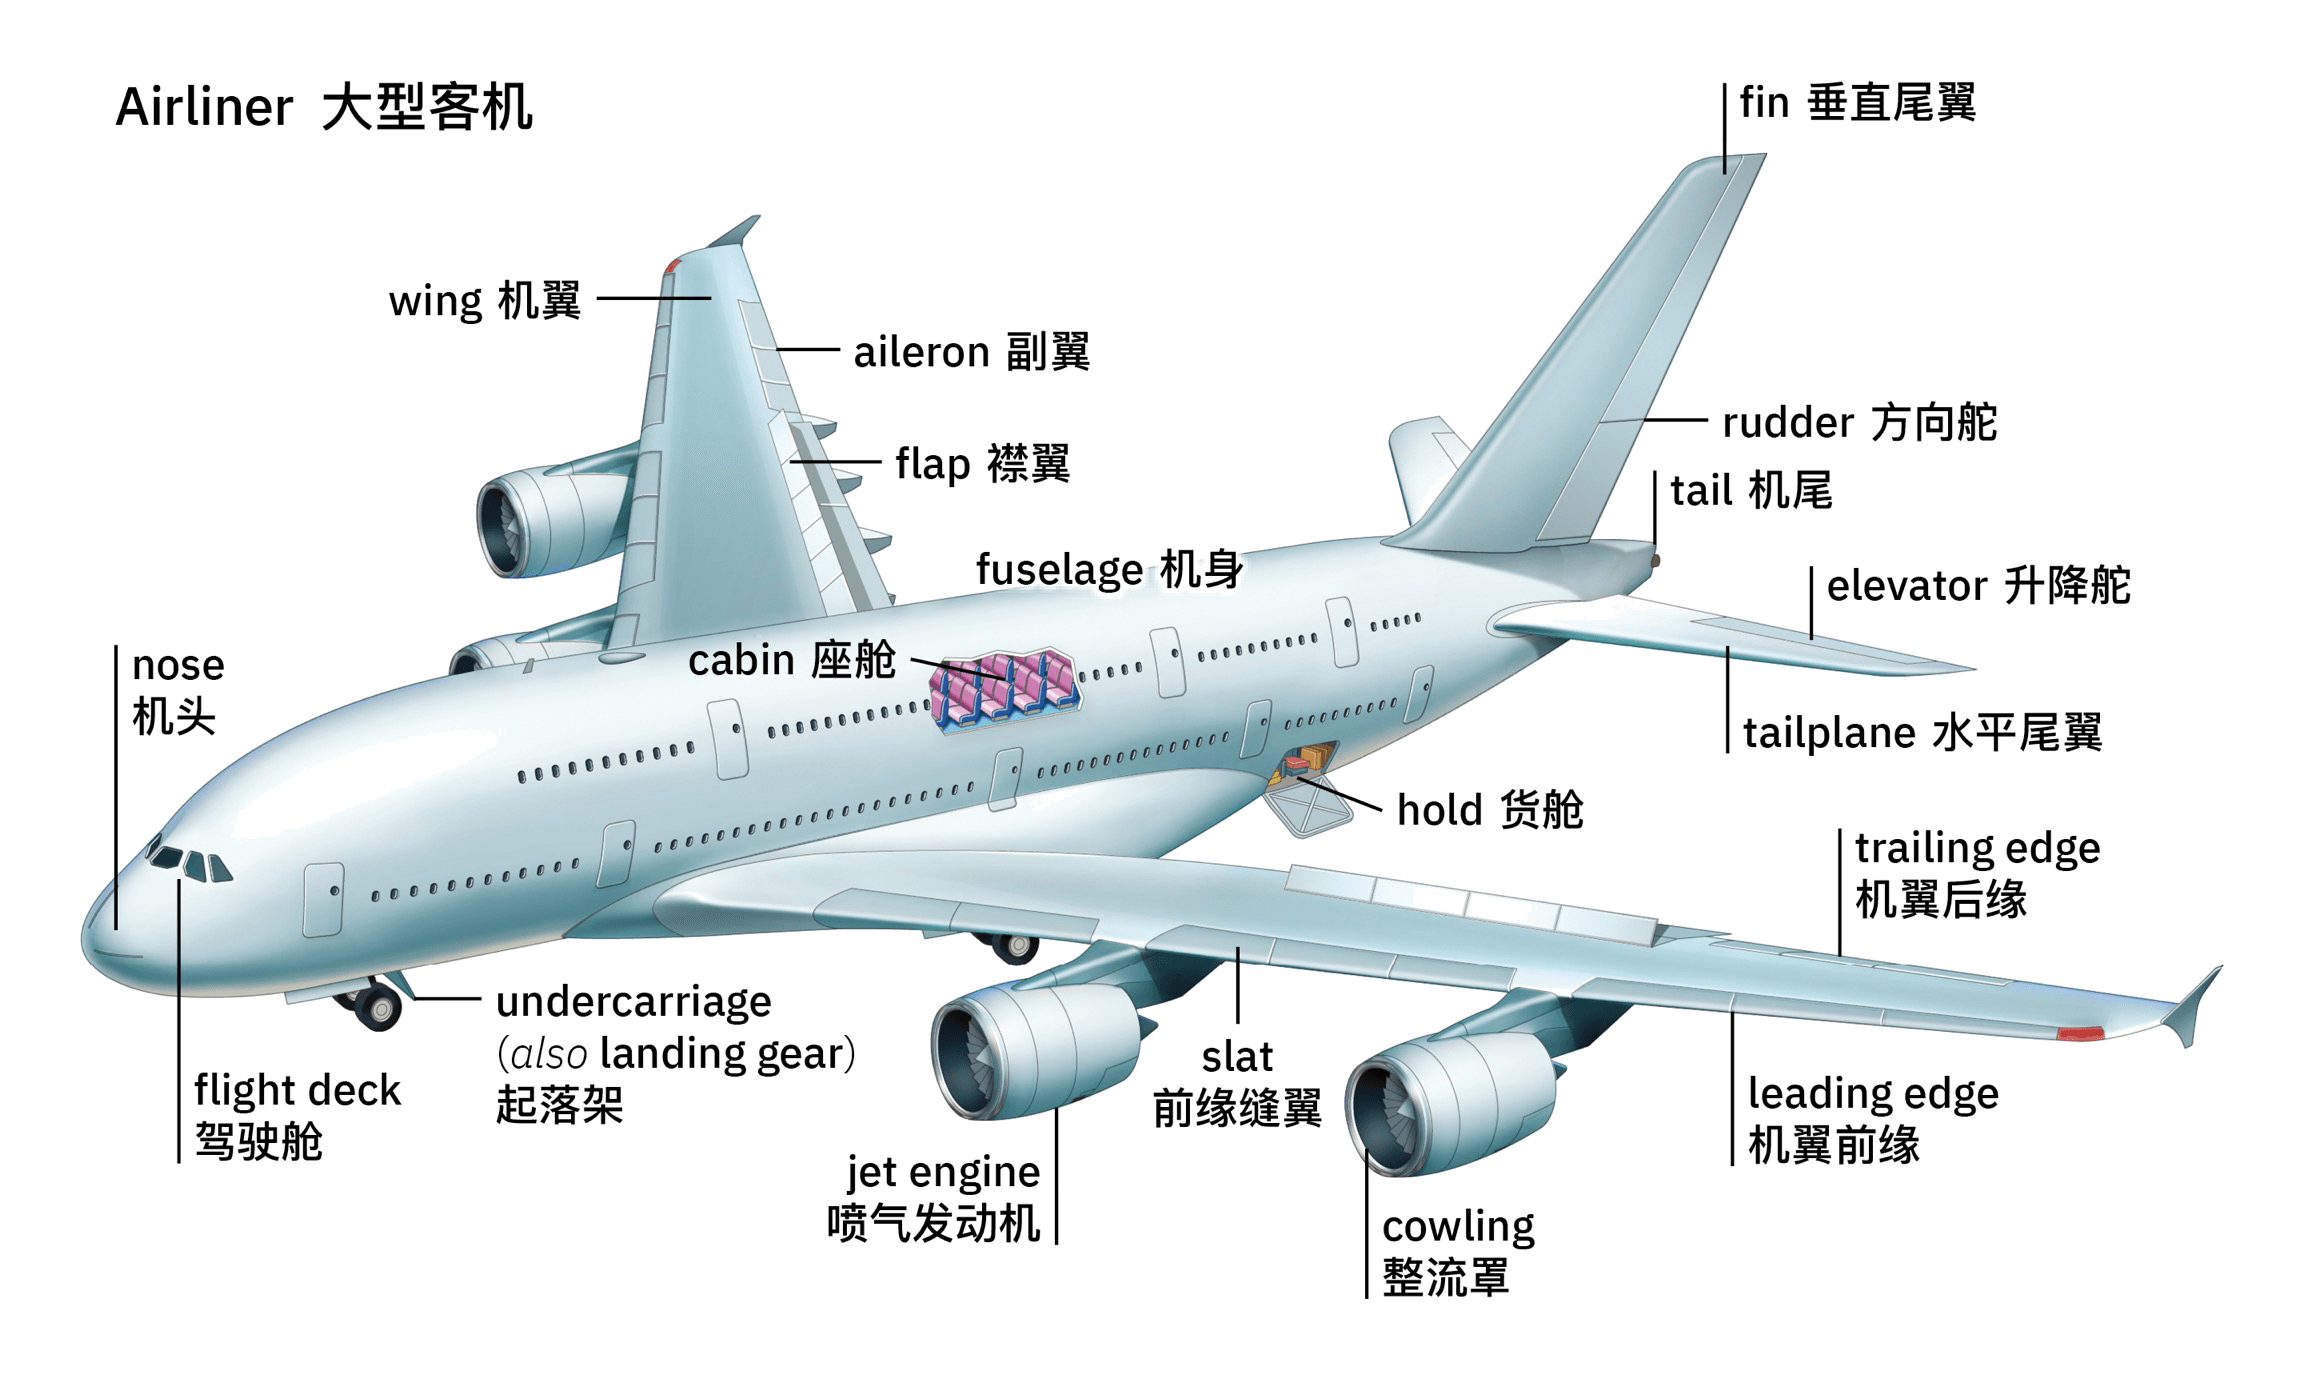 Airliner 大型客机
fin 垂直尾翼
wing 机翼
aileron 副翼
rudder 方向舵
flap 襟翼
tail 机尾
fuselage 机身
elevator 升降舵
cabin 座舱
nose
机头
tailplane 水平尾翼
hold 货舱
trailing edge
机翼后缘
undercarriage
(also landing gear)
起落架
slat
前缘缝翼
flight deck
驾驶舱
leading edge
机翼前缘
jet engine
喷气发动机
cowling
整流罩